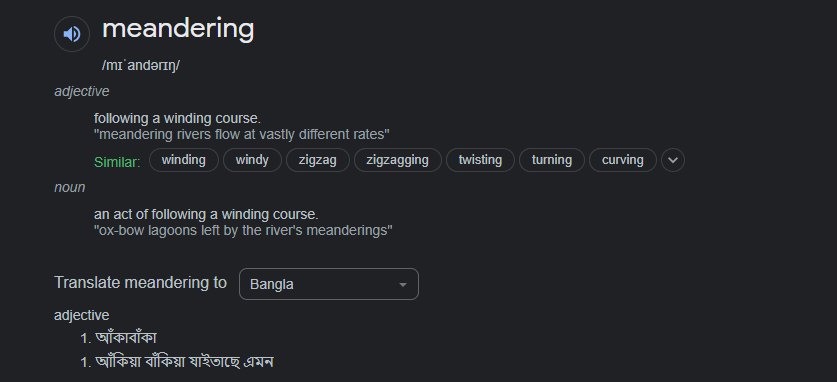 meandering
/mɪˈandərɪŋ/
adjective
following a winding course.
"meandering rivers flow at vastly different rates"
Similar: winding windy zigzag zigzagging twisting turning curving
noun
an act of following a winding course.
"ox-bow lagoons left by the river's meanderings"
Translate meandering to Bangla
adjective
1. আঁকাবাঁকা
1. আঁকিয়া বাঁকিয়া যাইতাছে এমন